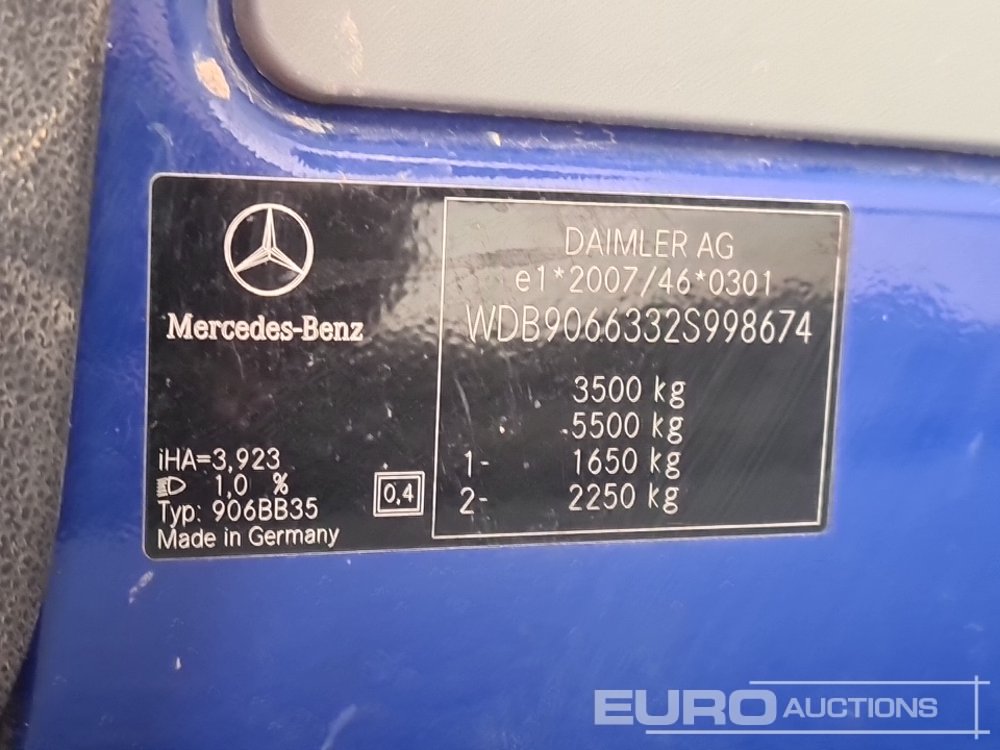 Mercedes-Benz
iHA=3,923
1,0 %
Typ: 906BB35
Made in Germany
0,4
DAIMLER AG
e1*2007/46*0301
WDB9066332S998674
3500 kg
5500 kg
1- 1650 kg
2- 2250 kg
EURO AUCTIONS